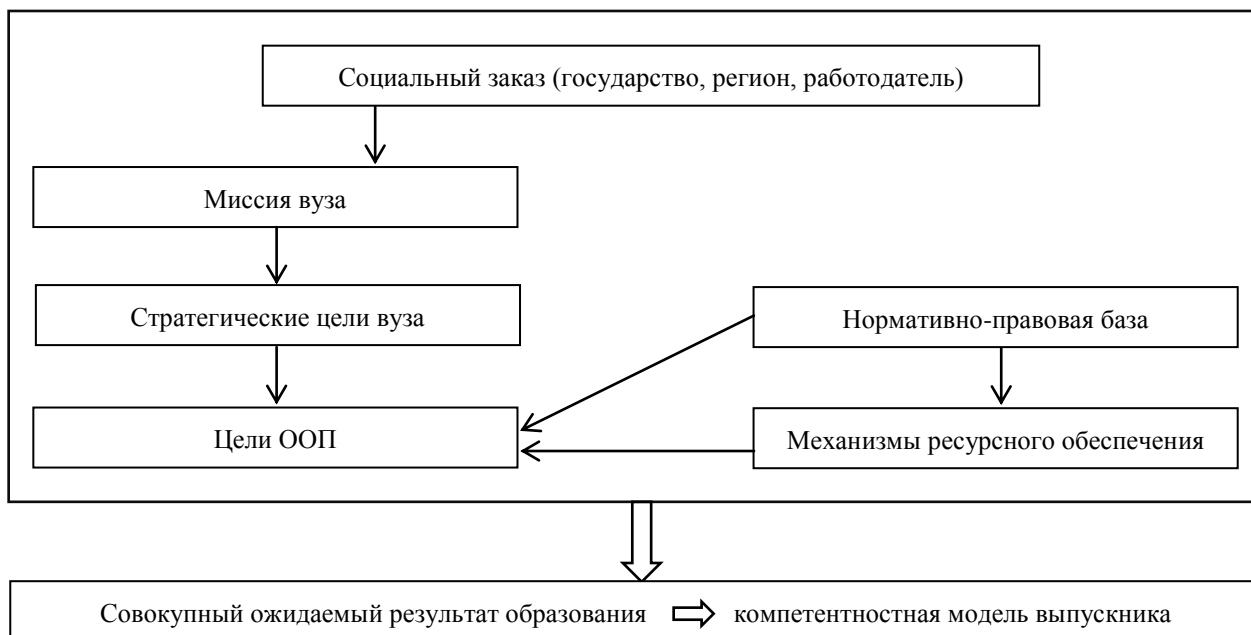 Социальный заказ (государство, регион, работодатель)
Миссия вуза
Стратегические цели вуза
Нормативно-правовая база
Цели ООП
Механизмы ресурсного обеспечения
Совокупный ожидаемый результат образования компетентностная модель выпускника